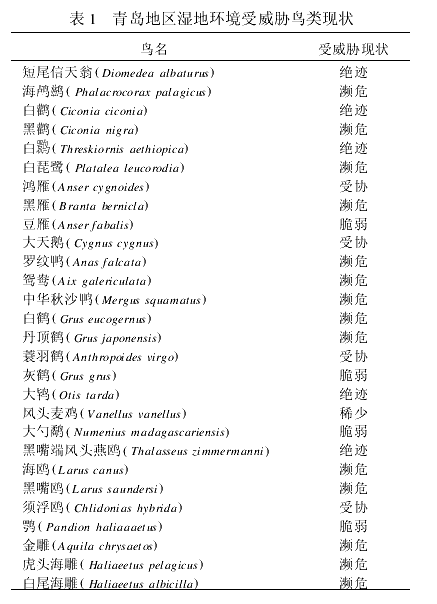 表 1 青岛地区湿地环境受威胁鸟类现状
鸟名 受威胁现状
短尾信天翁(Diomedea albaturus) 绝迹
海鸬鹚(Phalacrocorax palagicus) 濒危
白鹳(Ciconia ciconia) 绝迹
黑鹳(Ciconia nigra) 濒危
白鹮(Threskiornis aethiopica) 绝迹
白琵鹭(Platalea leucorodia) 濒危
鸿雁(Anser cygnoides) 受协
黑雁(Branta bernicla) 濒危
豆雁(Anser fabalis) 脆弱
大天鹅(Cygnus cygnus) 受协
罗纹鸭(Anas falcata) 濒危
鸳鸯(Aix galericulata) 濒危
中华秋沙鸭(Mergus squamatus) 濒危
白鹤(Grus eucogernus) 濒危
丹顶鹤(Grus japonensis) 濒危
蓑羽鹤(Anthropoides virgo) 受协
灰鹤(Grus grus) 脆弱
大鸨(Otis tarda) 绝迹
凤头麦鸡(Vanellus vanellus) 稀少
大勺鹬(Numenius madagascariensis) 脆弱
黑嘴端凤头燕鸥(Thalasseus zimmermanni) 绝迹
海鸥(Larus canus) 濒危
黑嘴鸥(Larus saundersi) 濒危
须浮鸥(Chlidonias hybrida) 受协
鹗(Pandion haliaaaetus) 脆弱
金雕(Aquila chrysaetos) 濒危
虎头海雕(Haliaeetus pelagicus) 濒危
白尾海雕(Haliaeetus albicilla) 濒危